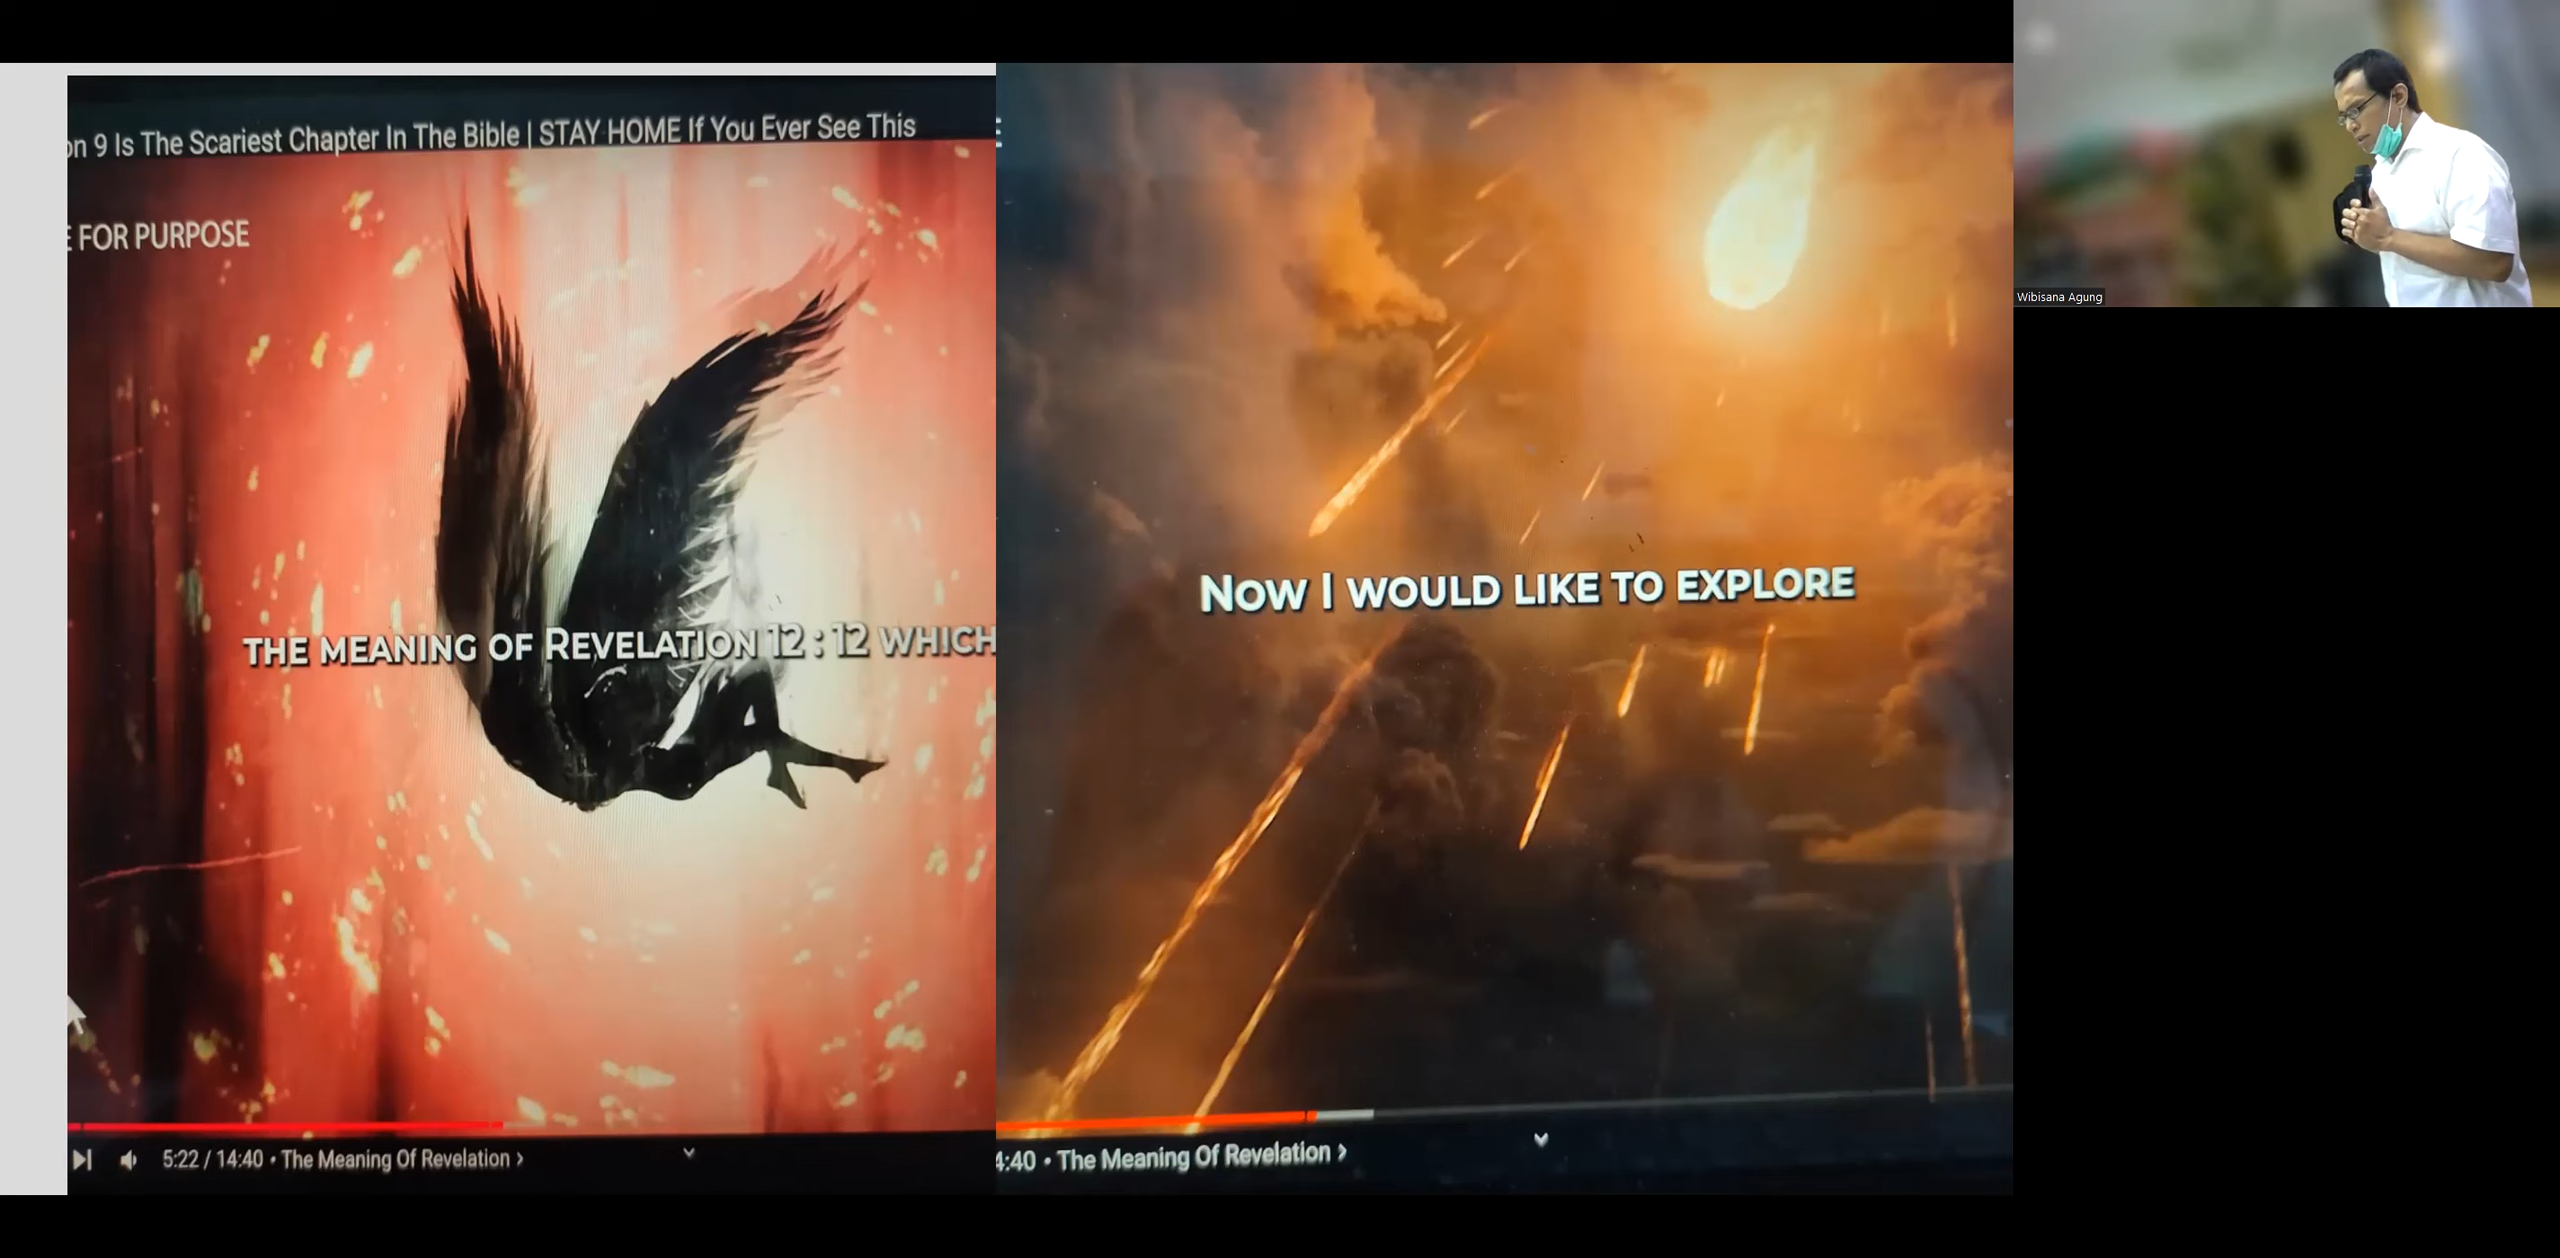 on 9 Is The Scariest Chapter In The Bible | STAY HOME If You Ever See This
E FOR PURPOSE
THE MEANING OF REVELATION 12 : 12 WHICH
5:22 / 14:40 • The Meaning Of Revelation >
NOW I WOULD LIKE TO EXPLORE
4:40 • The Meaning Of Revelation >
Wibisana Agung